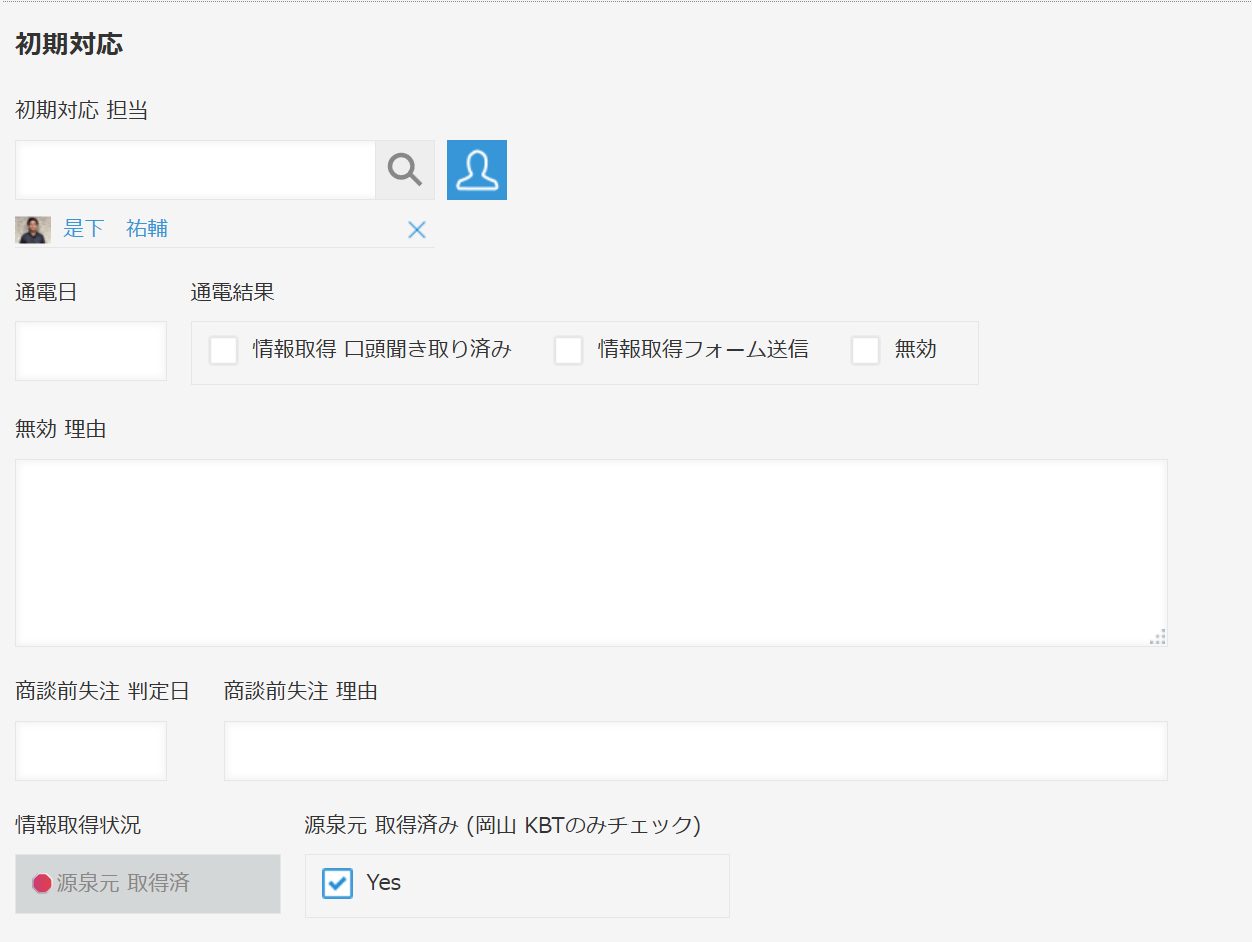 初期対応
初期対応 担当
是下　祐輔
通電日
通電結果
情報取得 口頭聞き取り済み
情報取得フォーム送信
無効
無効 理由
商談前失注 判定日
商談前失注 理由
情報取得状況
源泉元 取得済み (岡山 KBTのみチェック)
源泉元 取得済
Yes